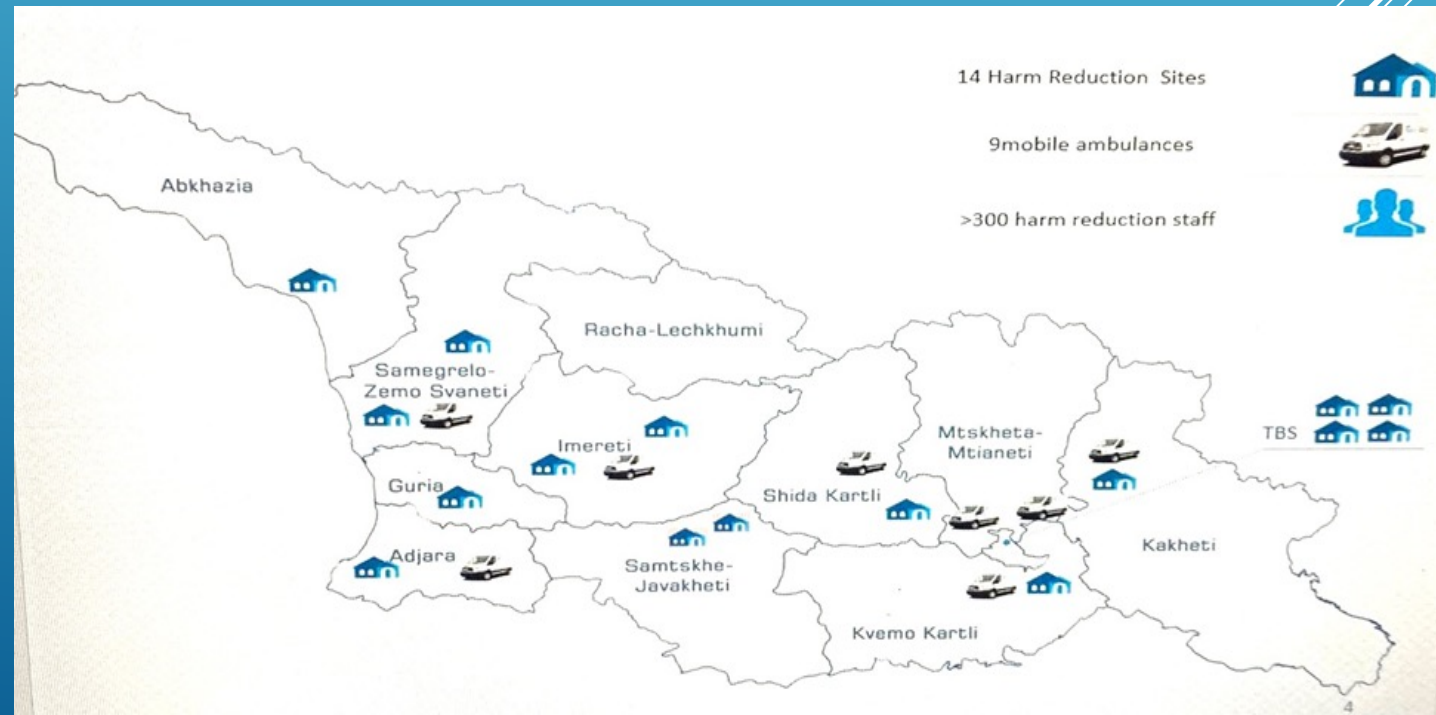 14 Harm Reduction Sites
9mobile ambulances
>300 harm reduction staff
Abkhazia
Racha-Lechkhumi
Samegrelo-
Zemo Svaneti
Imereti
Mtskheta-
Mtianeti
TBS
Guria
Shida Kartli
Adjara
Samtskhe-
Javakheti
Kakheti
Kvemo Kartli
4